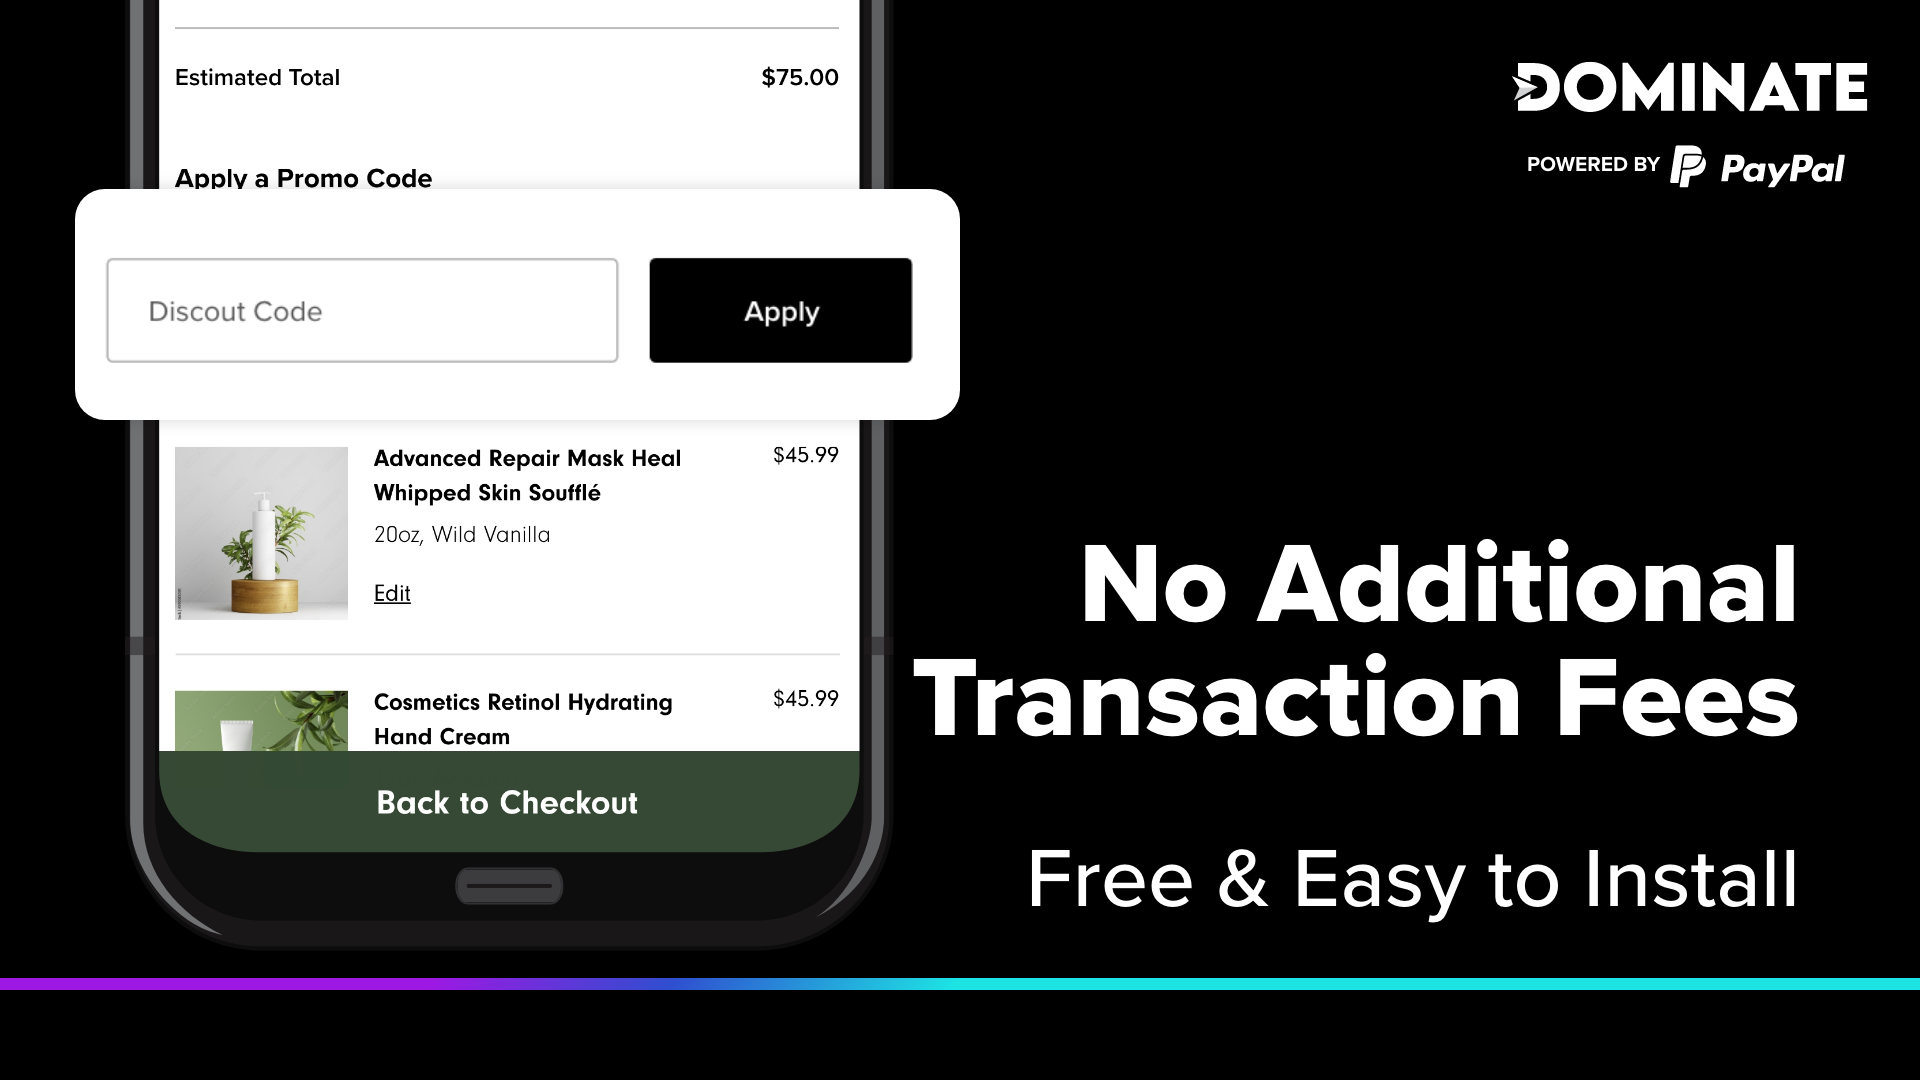 Estimated Total $75.00
Apply a Promo Code
Discout Code Apply
Advanced Repair Mask Heal $45.99
Whipped Skin Soufflé
20oz, Wild Vanilla
Edit
Cosmetics Retinol Hydrating $45.99
Hand Cream
Back to Checkout
DOMINATE
POWERED BY PayPal
No Additional
Transaction Fees
Free & Easy to Install